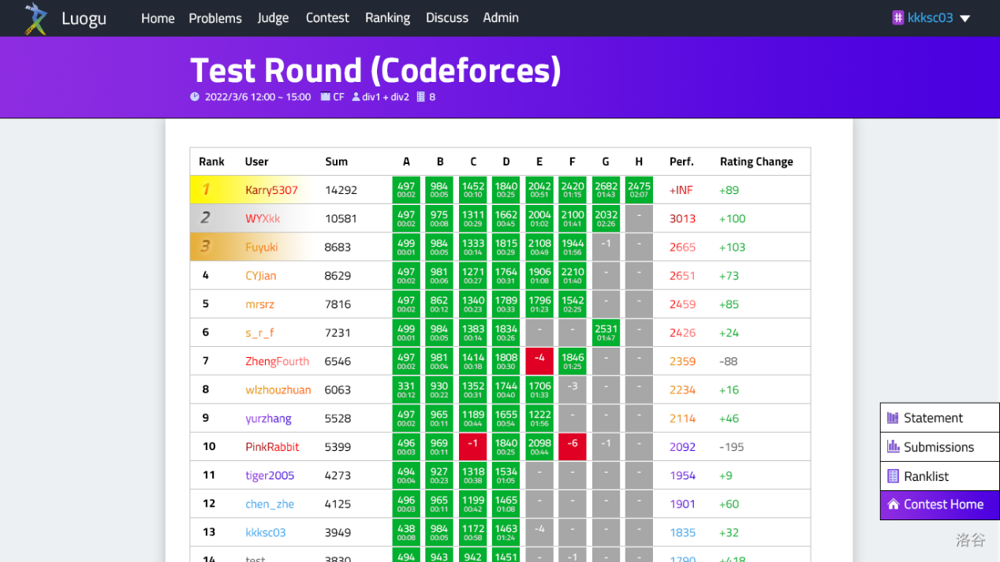 Luogu Home Problems Judge Contest Ranking Discuss Admin # kkksc03
Test Round (Codeforces)
2022/3/6 12:00 ~ 15:00 CF div1 + div2 8
Rank User Sum A B C D E F G H Perf. Rating Change
1 Karry5307 14292 497 984 1452 1840 2042 2420 2682 2475 +INF +89
00:02 00:05 00:10 00:25 00:51 01:15 01:43 02:07
2 WYXkk 10581 497 975 1311 1662 2004 2100 2032 - 3013 +100
00:02 00:08 00:29 00:45 01:02 01:41 02:26
3 Fuyuki 8683 499 984 1333 1815 2108 1944 -1 - 2665 +103
00:01 00:05 00:14 00:29 00:49 01:56
4 CYJian 8629 497 981 1271 1764 1906 2210 - - 2651 +73
00:02 00:06 00:27 00:31 01:08 01:40
5 mrsrz 7816 497 862 1340 1789 1796 1542 - - 2459 +85
00:02 00:12 00:23 00:33 01:23 02:25
6 s_r_f 7231 499 984 1383 1834 - - 2531 - 2426 +24
00:01 00:05 00:14 00:26 01:47
7 ZhengFourth 6546 497 981 1414 1808 -4 1846 - - 2359 -88
00:02 00:04 00:18 00:30 01:25
8 wlzhouzhuan 6063 331 930 1352 1744 1706 -3 - - 2234 +16
00:12 00:22 00:31 00:40 01:33
9 yurzhang 5528 497 965 1189 1655 1222 - - - 2114 +46
00:02 00:11 00:44 00:54 01:56
10 PinkRabbit 5399 496 969 -1 1840 2098 -6 -1 - 2092 -195
00:03 00:11 00:25 00:44
11 tiger2005 4273 494 927 1318 1534 - - - - 1954 +9
00:04 00:23 00:38 01:05
12 chen_zhe 4125 496 965 1199 1465 - - - - 1901 +60
00:03 00:11 00:42 01:08
13 kkksc03 3949 438 984 1172 1463 -4 - - - 1835 +32
00:08 00:05 00:58 01:24
14 test 3830 494 943 942 1451 - -1 - - 1790 +418
Statement
Submissions
Ranklist
Contest Home
洛谷